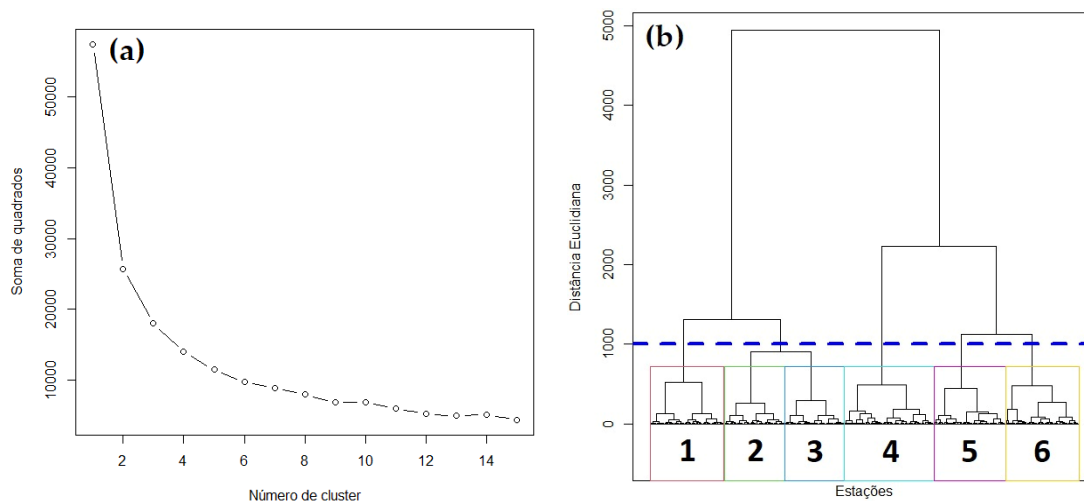 (a)
50000
40000
30000
20000
10000
Soma de quadrados
2 4 6 8 10 12 14
Número de cluster
(b)
5000
4000
3000
2000
1000
0
Distância Euclidiana
1 2 3 4 5 6
Estações